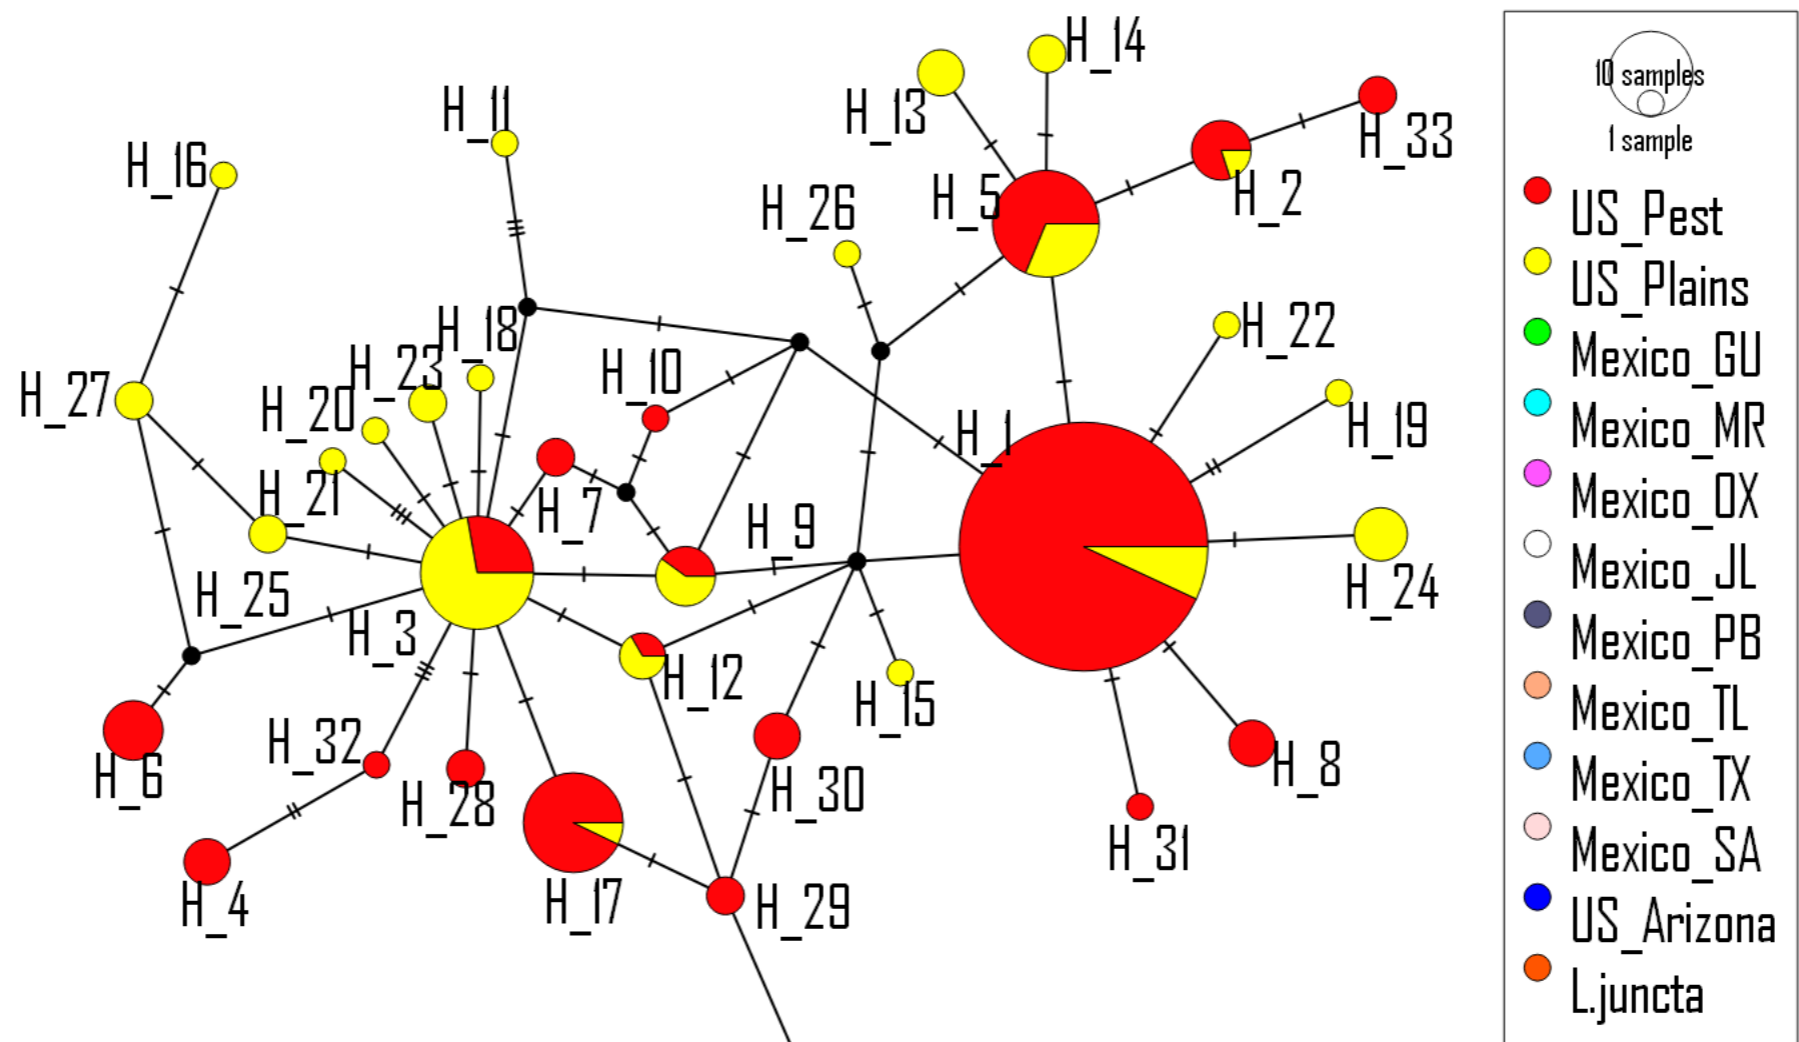 H_14
H_13
H_11
H_33
H_16
H_5
H_2
H_26
H_18
H_22
H_23
H_10
H_27
H_20
H_1
H_19
H_21
H_7
H_9
H_25
H_24
H_3
H_12
H_15
H_32
H_6
H_30
H_8
H_28
H_31
H_4
H_17
H_29
10 samples
1 sample
US_Pest
US_Plains
Mexico_GU
Mexico_MR
Mexico_OX
Mexico_JL
Mexico_PB
Mexico_TL
Mexico_TX
Mexico_SA
US_Arizona
L.juncta